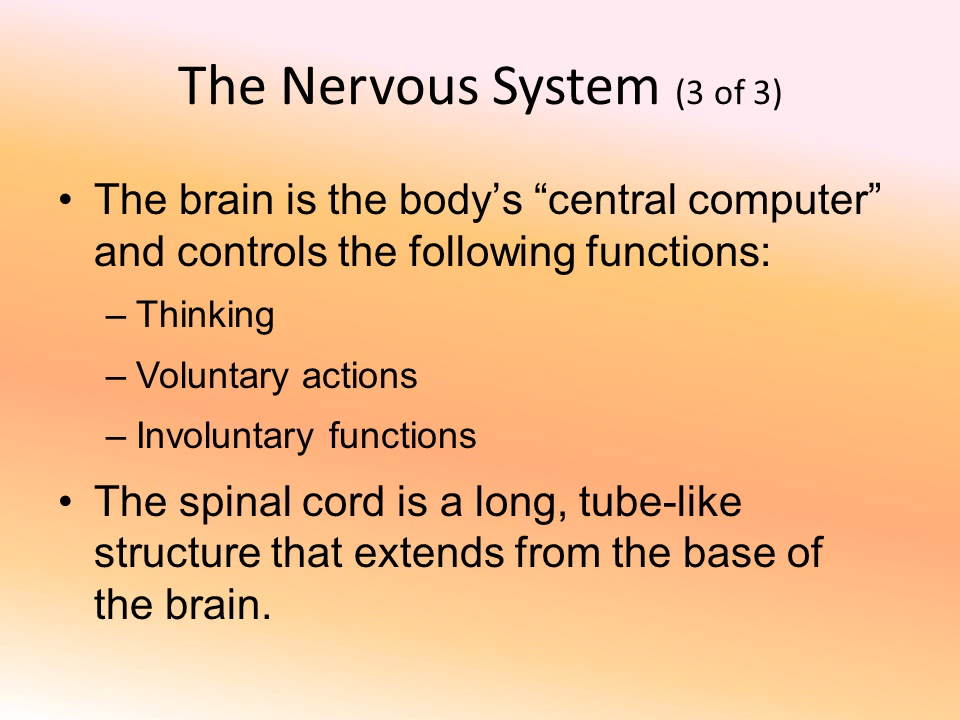 The Nervous System (3 of 3)
• The brain is the body’s “central computer”
and controls the following functions:
– Thinking
– Voluntary actions
– Involuntary functions
• The spinal cord is a long, tube-like
structure that extends from the base of
the brain.